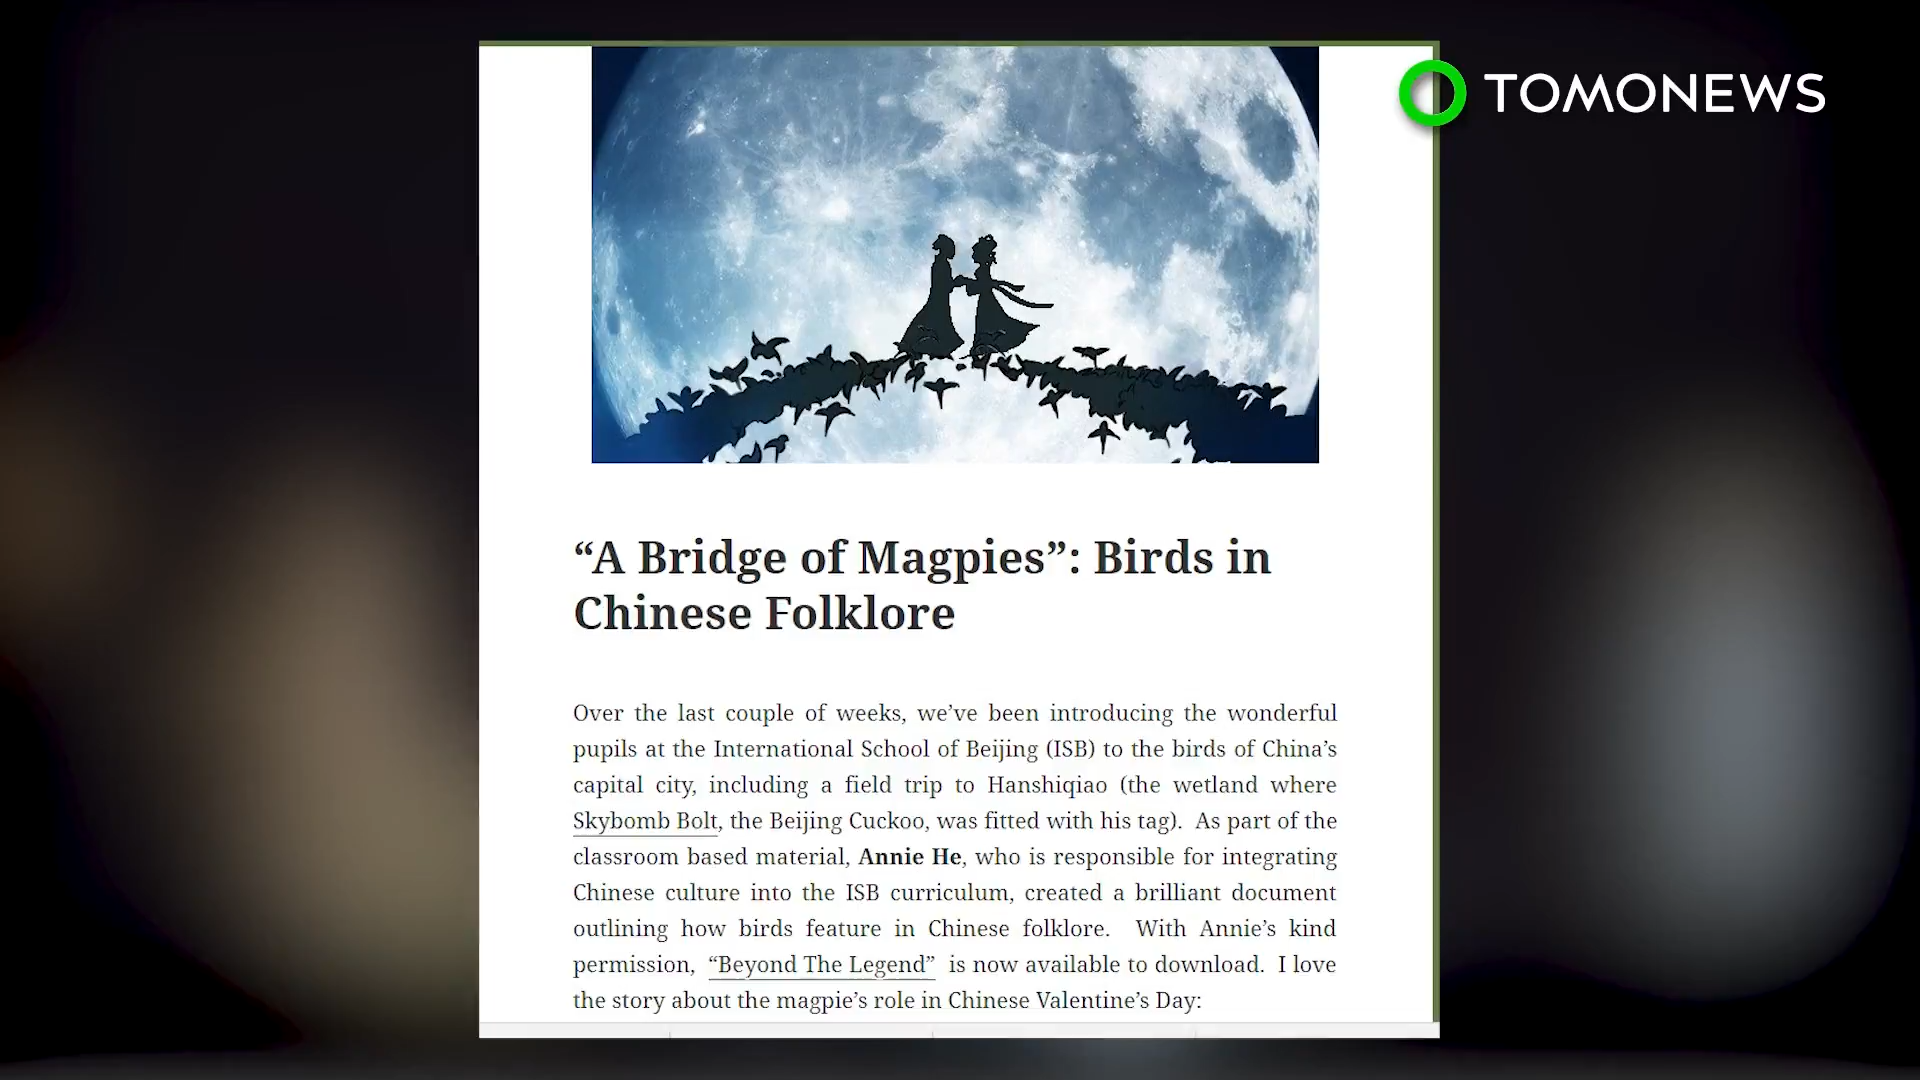 TOMONEWS
“A Bridge of Magpies”: Birds in
Chinese Folklore
Over the last couple of weeks, we’ve been introducing the wonderful
pupils at the International School of Beijing (ISB) to the birds of China’s
capital city, including a field trip to Hanshiqiao (the wetland where
Skybomb Bolt, the Beijing Cuckoo, was fitted with his tag).  As part of the
classroom based material, Annie He, who is responsible for integrating
Chinese culture into the ISB curriculum, created a brilliant document
outlining how birds feature in Chinese folklore.  With Annie’s kind
permission,  “Beyond The Legend”  is now available to download.  I love
the story about the magpie’s role in Chinese Valentine’s Day: